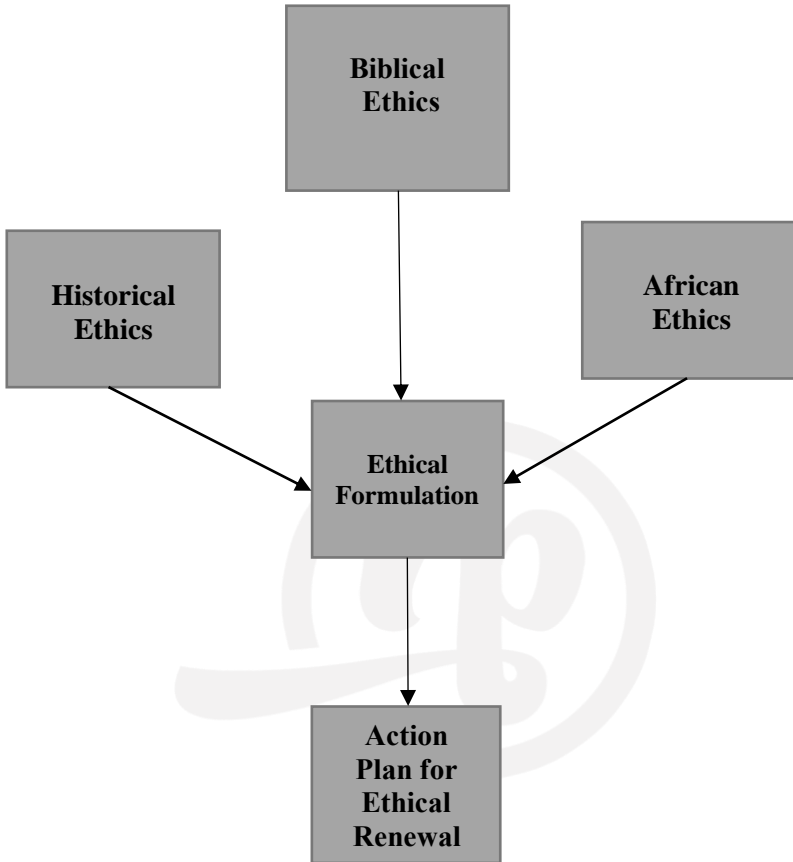 Biblical
Ethics
Historical
Ethics
African
Ethics
Ethical
Formulation
Action
Plan for
Ethical
Renewal